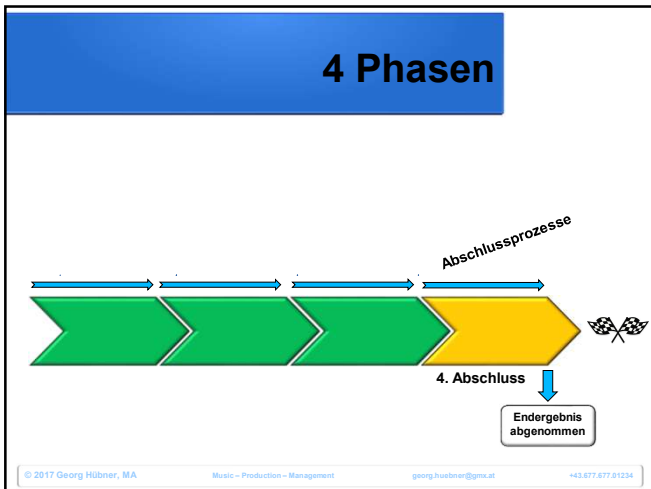 4 Phasen
Abschlussprozesse
4. Abschluss
Endergebnis
abgenommen
© 2017 Georg Hübner, MA Music – Production – Management georg.huebner@gmx.at +43.677.677.01234